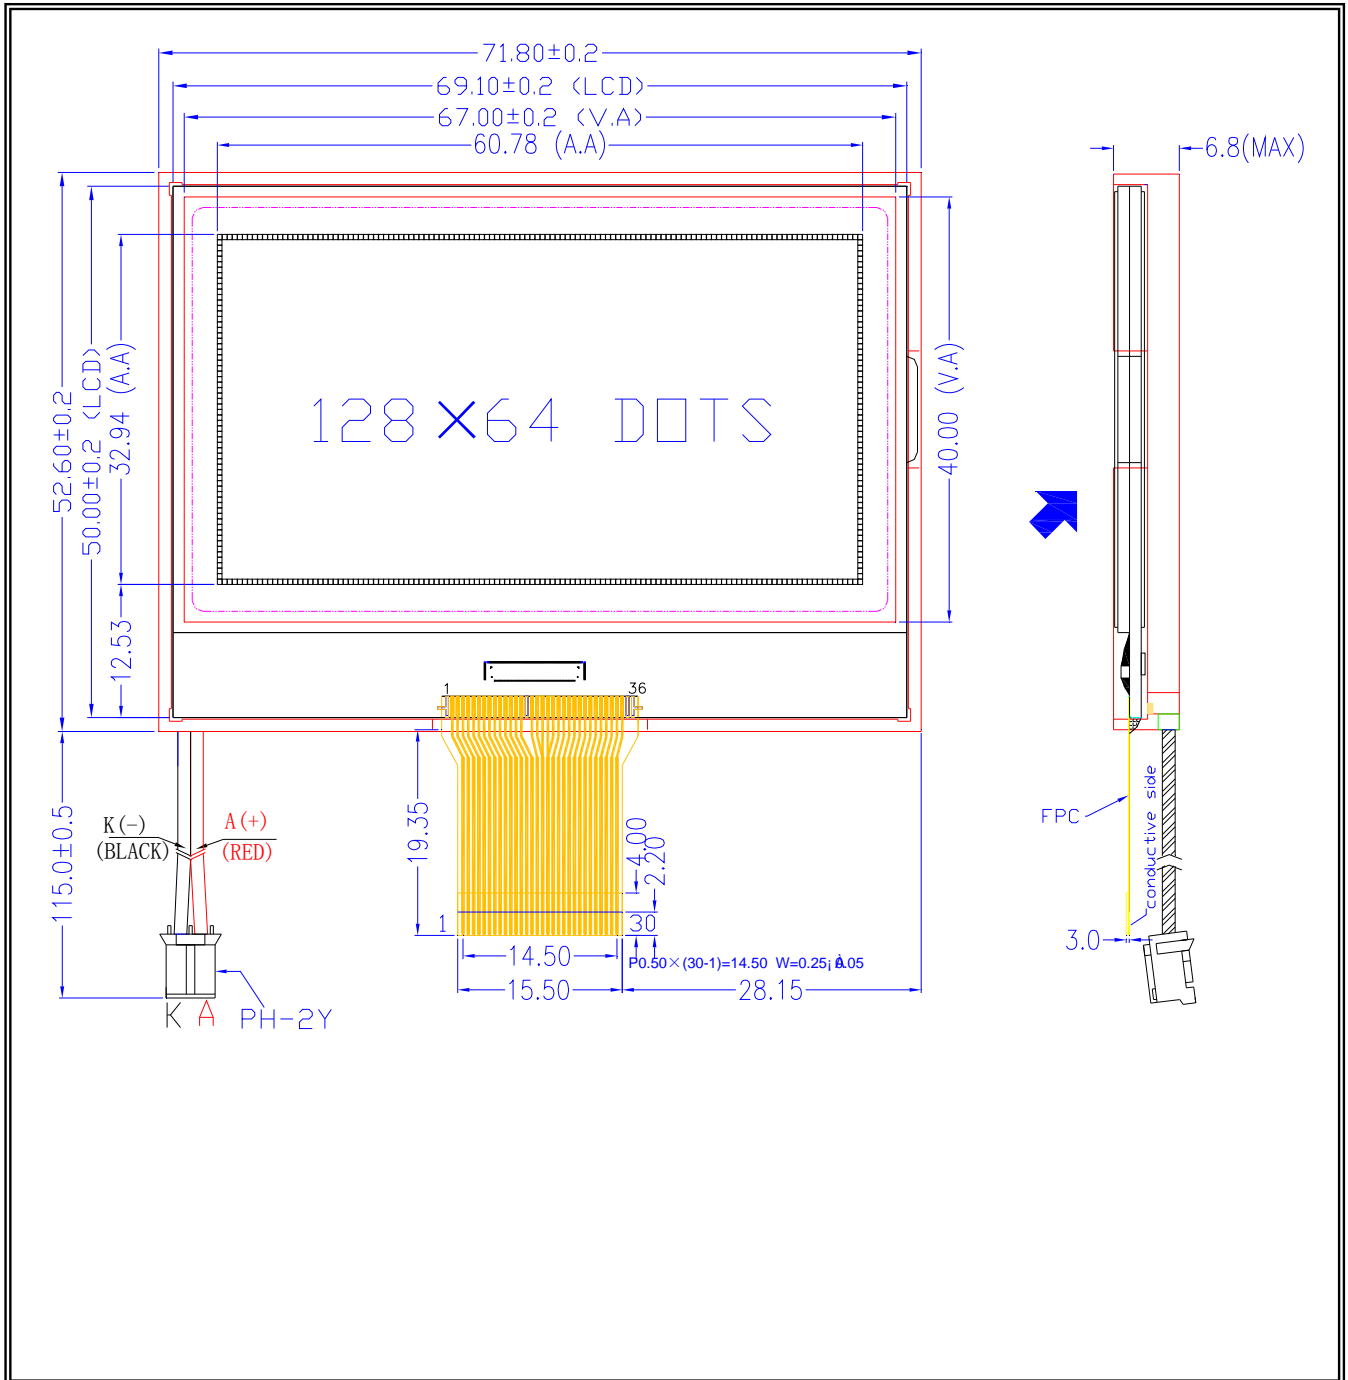 71.80±0.2
69.10±0.2 (LCD)
67.00±0.2 (V.A)
60.78 (A.A)
6.8(MAX)
52.60±0.2
50.00±0.2 (LCD)
32.94 (A.A)
40.00 (V.A)
128×64 DOTS
12.53
1
36
115.0±0.5
K(-)
(BLACK)
A(+)
(RED)
19.35
4.00
2.20
FPC
conductive side
1
30
3.0
14.50
P0.50×(30-1)=14.50 W=0.25¡À0.05
15.50
28.15
K A
PH-2Y